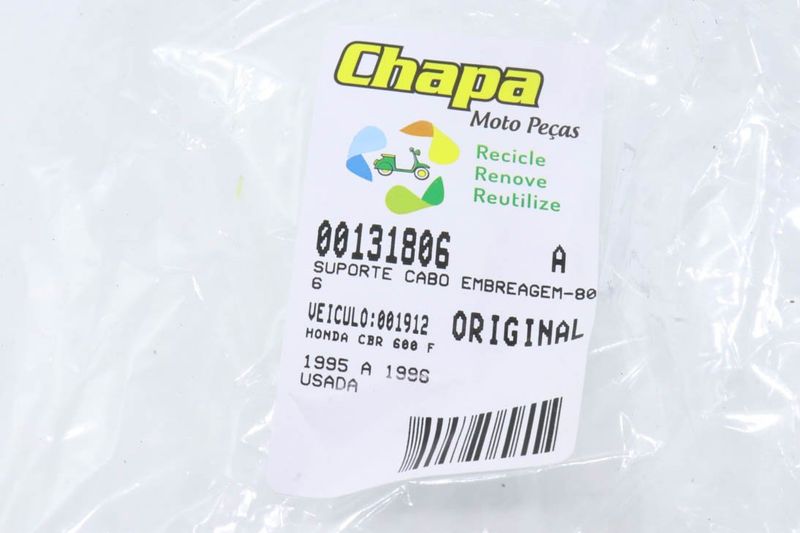 Chapa
Moto Peças
Recicle
Renove
Reutilize
00131806 A
SUPORTE CABO EMBREAGEM-80
6
VEICULO:001912 ORIGINAL
HONDA CBR 600 F
1995 A 1996
USADA